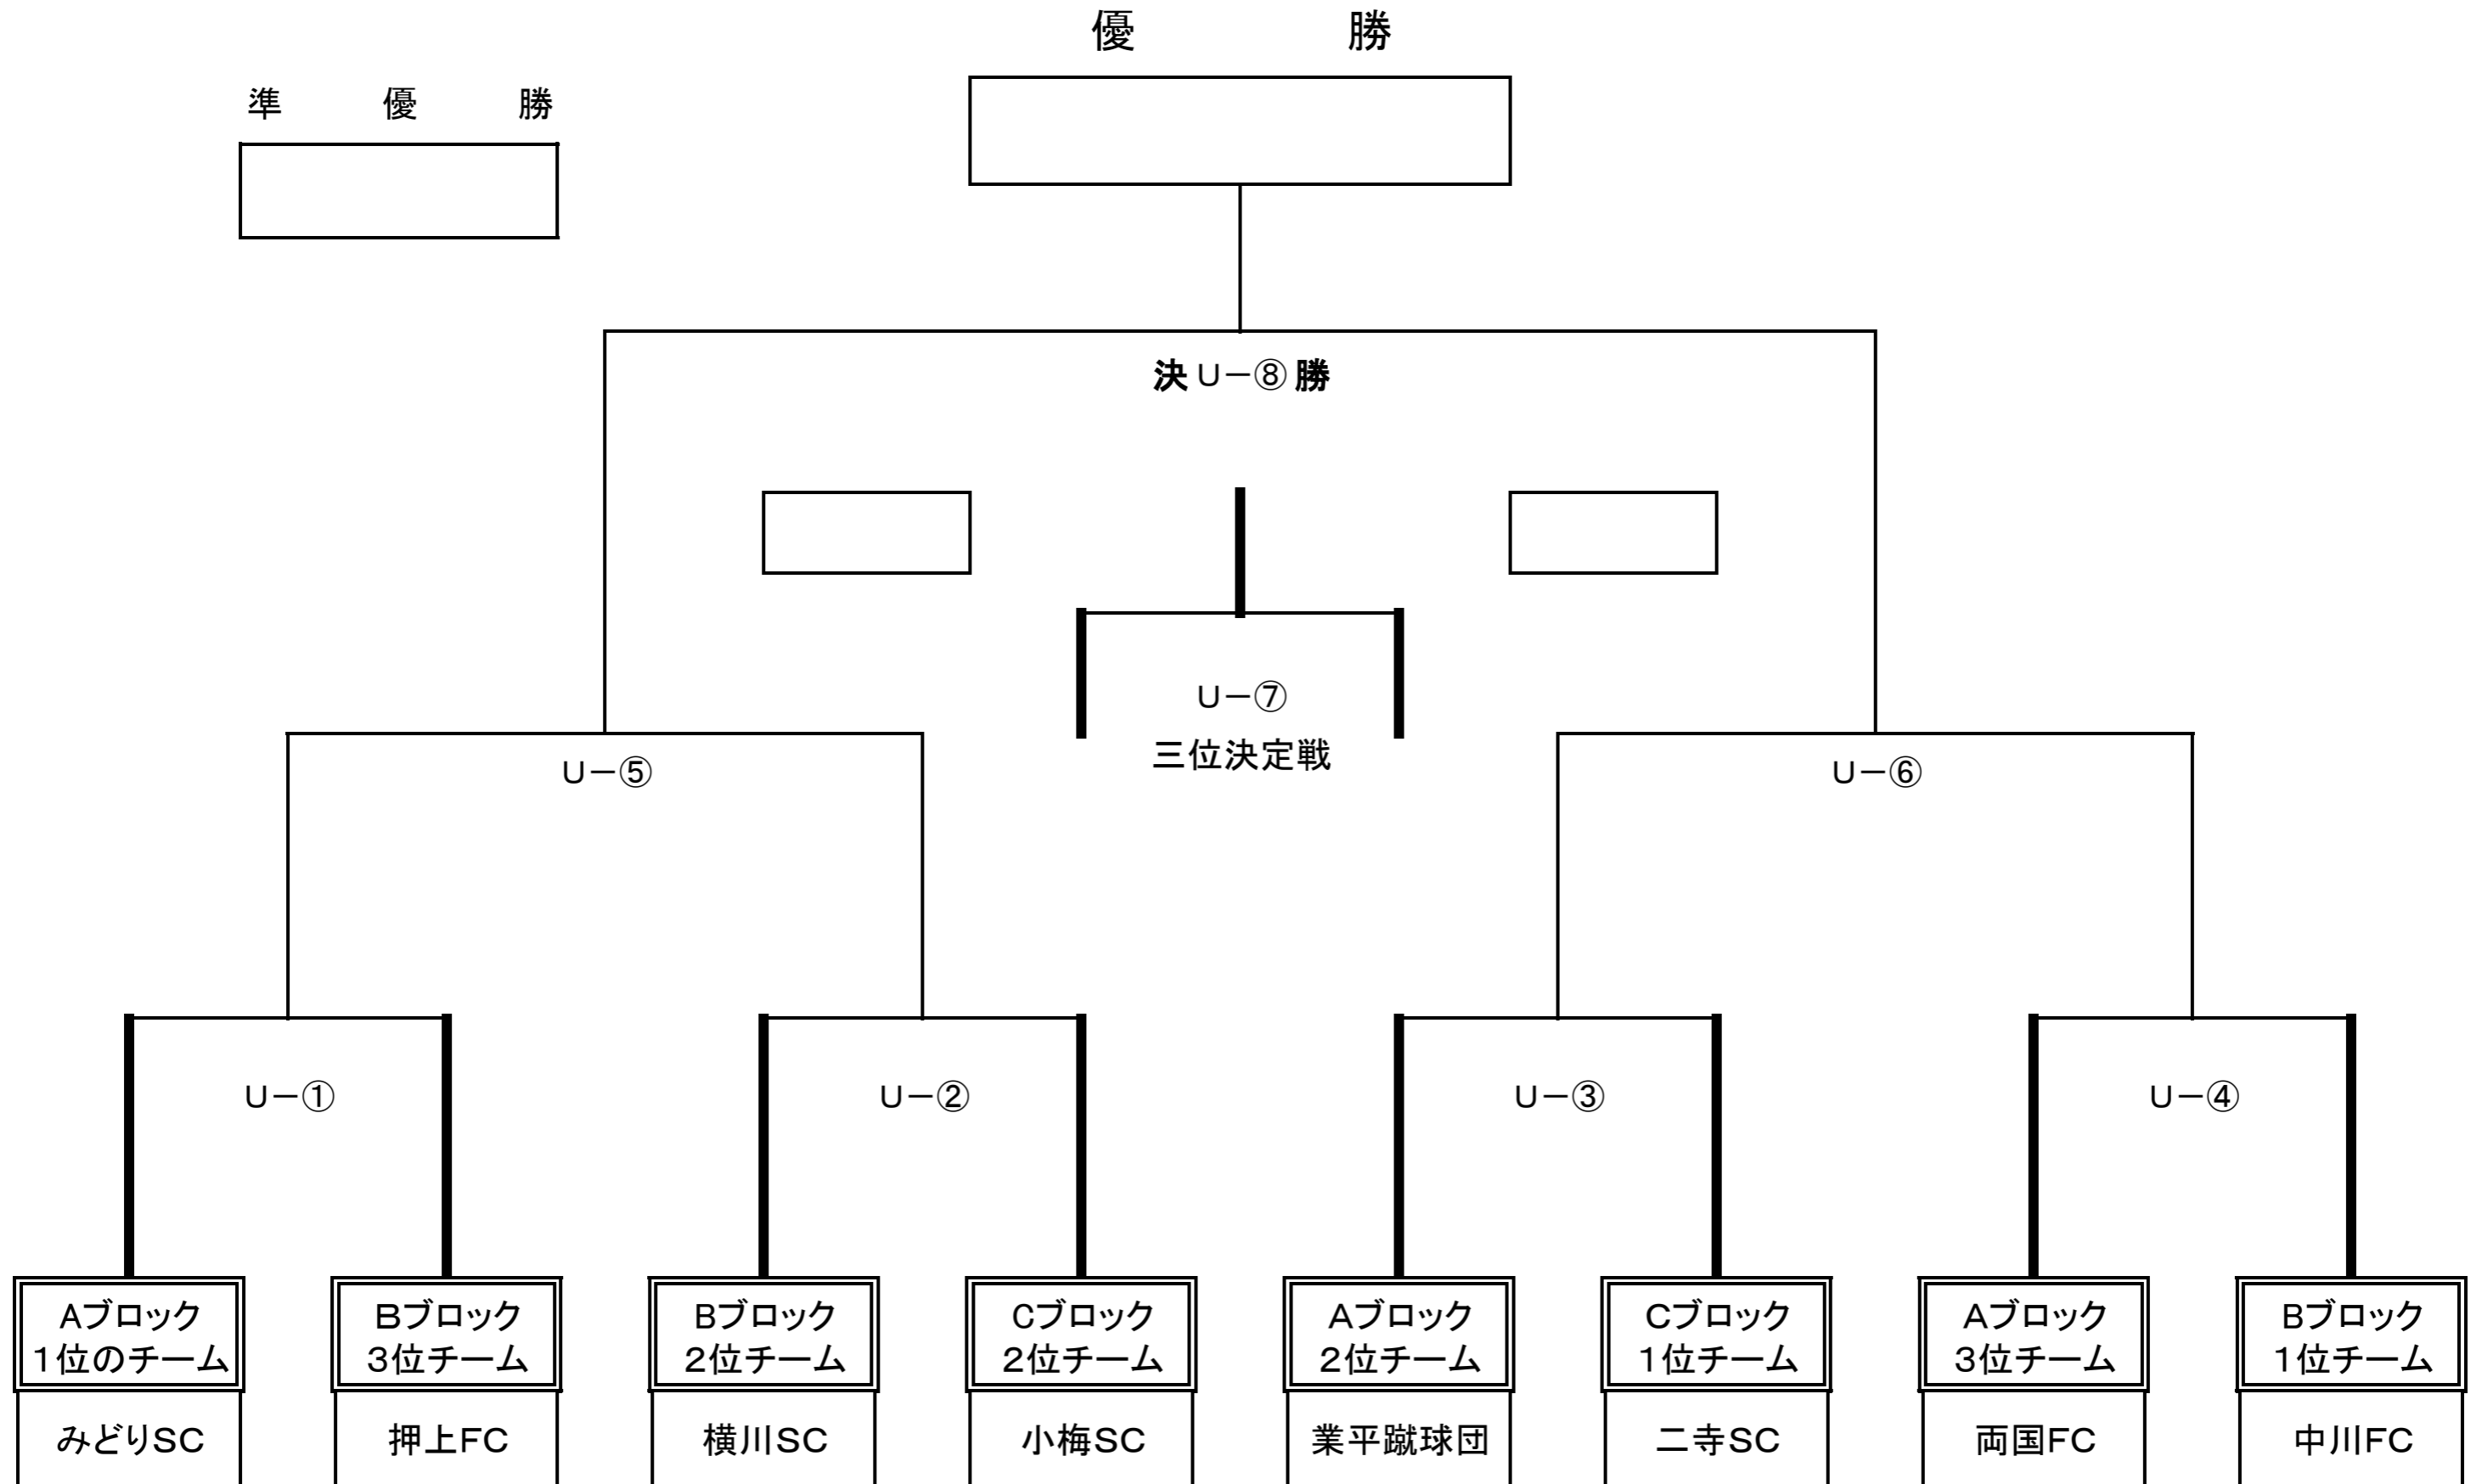 優　勝
準　優　勝
決 U－⑧ 勝
U－⑦
三位決定戦
U－⑤
U－⑥
U－①
U－②
U－③
U－④
Aブロック
1位のチーム
Bブロック
3位チーム
Bブロック
2位チーム
Cブロック
2位チーム
Aブロック
2位チーム
Cブロック
1位チーム
Aブロック
3位チーム
Bブロック
1位チーム
みどりSC
押上FC
横川SC
小梅SC
業平蹴球団
二寺SC
両国FC
中川FC